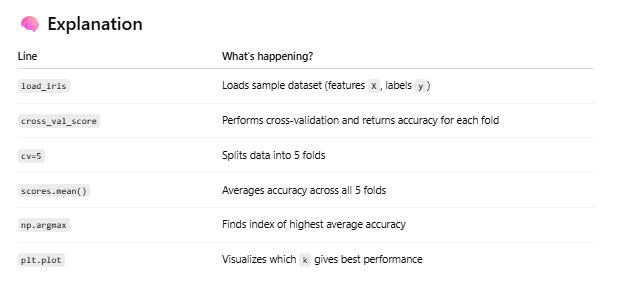 🧠 Explanation
Line What's happening?
load_iris Loads sample dataset (features X, labels y)
cross_val_score Performs cross-validation and returns accuracy for each fold
cv=5 Splits data into 5 folds
scores.mean() Averages accuracy across all 5 folds
np.argmax Finds index of highest average accuracy
plt.plot Visualizes which k gives best performance